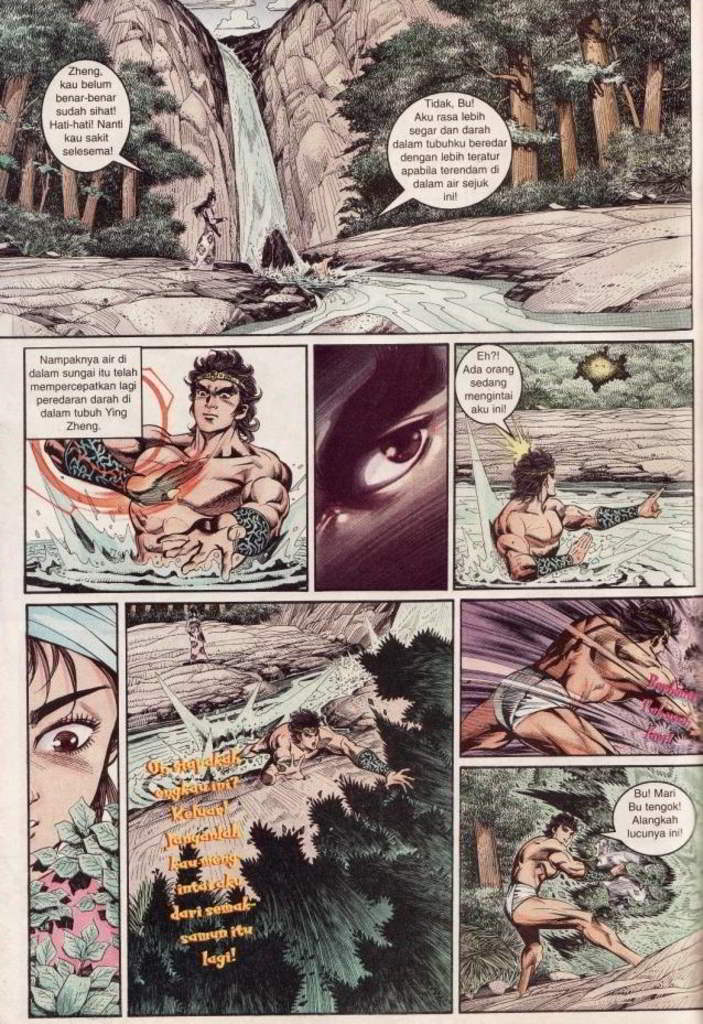 Zheng,
kau belum
benar-benar
sudah sihat!
Hati-hati! Nanti
kau sakit
selesema!
Tidak, Bu!
Aku rasa lebih
segar dan darah
dalam tubuhku beredar
dengan lebih teratur
apabila terendam di
dalam air sejuk
ini!
Nampaknya air di
dalam sungai itu telah
mempercepatkan lagi
peredaran darah di
dalam tubuh Ying
Zheng.
Eh?!
Ada orang
sedang
mengintai
aku ini!
engkau ini?
Keluar!
Janganlah
kau meng-
intai aku
dari semak-
samun itu
lagi!
Bu! Mari
Bu tengok!
Alangkah
lucunya ini!